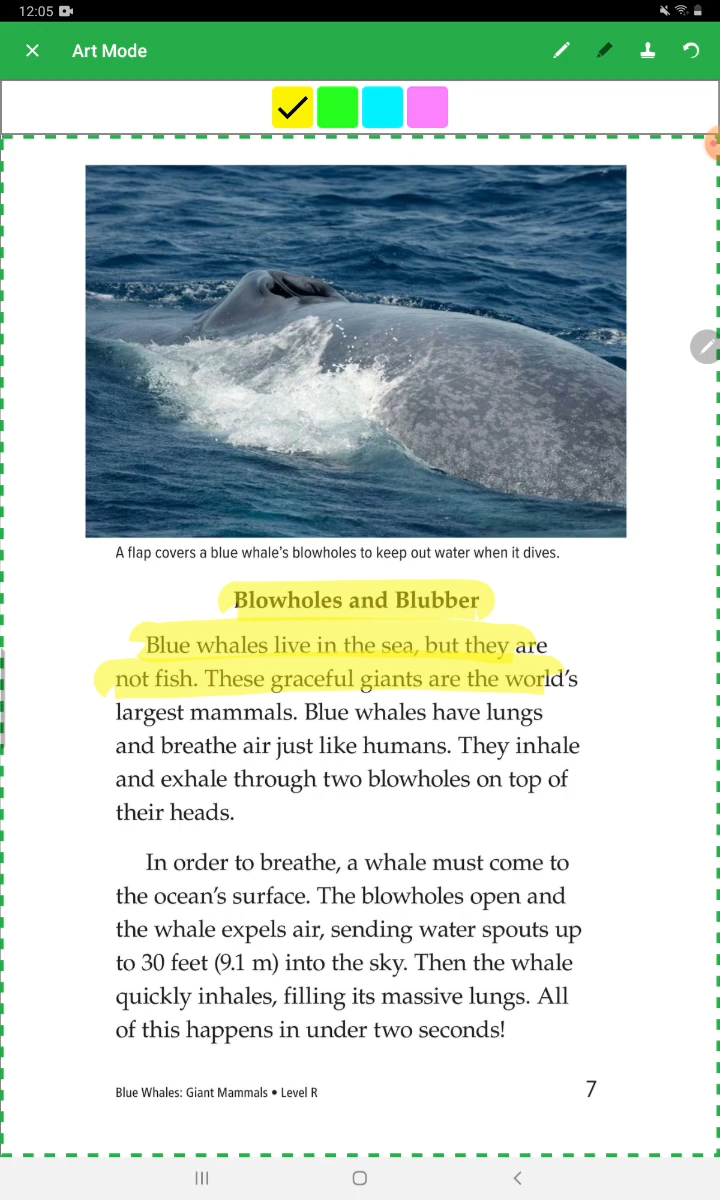 12:05
Art Mode
A flap covers a blue whale's blowholes to keep out water when it dives.
Blowholes and Blubber
Blue whales live in the sea, but they are
not fish. These graceful giants are the world's
largest mammals. Blue whales have lungs
and breathe air just like humans. They inhale
and exhale through two blowholes on top of
their heads.
In order to breathe, a whale must come to
the ocean's surface. The blowholes open and
the whale expels air, sending water spouts up
to 30 feet (9.1 m) into the sky. Then the whale
quickly inhales, filling its massive lungs. All
of this happens in under two seconds!
Blue Whales: Giant Mammals • Level R
7